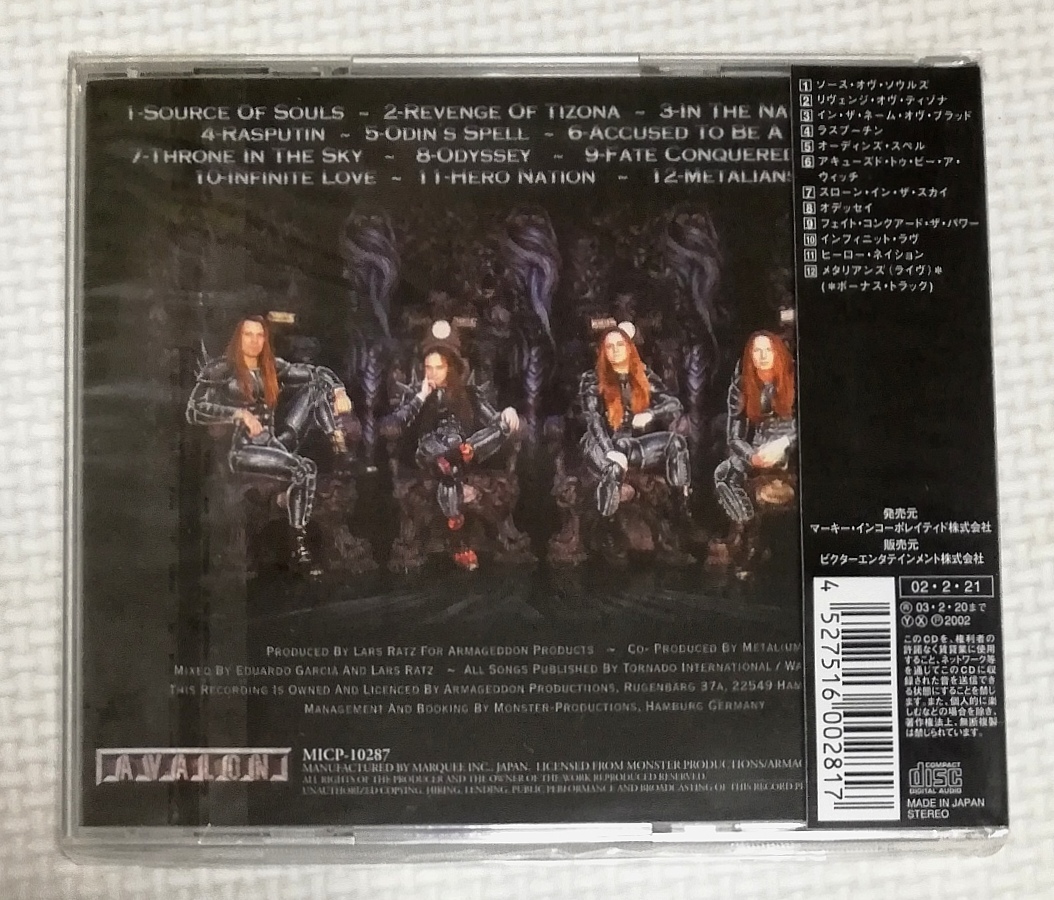 1-SOURCE OF SOULS ~ 2-REVENGE OF TIZONA ~ 3-IN THE NA
4-RASPUTIN ~ 5-ODIN'S SPELL ~ 6-ACCUSED TO BE A
7-THRONE IN THE SKY ~ 8-ODYSSEY ~ 9-FATE CONQUERED
10-INFINITE LOVE ~ 11-HERO NATION ~ 12-METALIANS
1 ソース・オヴ・ソウルズ
2 リヴェンジ・オヴ・ティゾナ
3 イン・ザ・ネーム・オヴ・ブラッド
4 ラスプーチン
5 オーディンズ・スペル
6 アキューズド・トゥ・ビー・ア・
ウィッチ
7 スローン・イン・ザ・スカイ
8 オデッセイ
9 フェイト・コンクアード・ザ・パワー
10 インフィニット・ラヴ
11 ヒーロー・ネイション
12 メタリアンズ(ライヴ)*
(*ボーナス・トラック)
発売元
マーキー・インコーポレイティド株式会社
販売元
ビクターエンタテインメント株式会社
02・2・21
Ⓡ03・2・20まで
ⓎⓍⓅ2002
このCDを、権利者の
許諾なく賃貸業に使用
すること、ネットワーク等
を通じてこのCDに収
録された音を送信でき
る状態にすることを禁じ
ます。また、個人的に楽
しむなどの場合を除き、
著作権法上、無断複製
は禁じられています。
4 527516 002817
COMPACT
disc
DIGITAL AUDIO
MADE IN JAPAN
STEREO
PRODUCED BY LARS RATZ FOR ARMAGEDDON PRODUCTS ~ CO-PRODUCED BY METALIUM
MIXED BY EDUARDO GARCIA AND LARS RATZ ~ ALL SONGS PUBLISHED BY TORNADO INTERNATIONAL / WA
THIS RECORDING IS OWNED AND LICENCED BY ARMAGEDDON PRODUCTIONS, RUGENBARG 37A, 22549 HAM
MANAGEMENT AND BOOKING BY MONSTER-PRODUCTIONS, HAMBURG GERMANY
AVALON
MICP-10287
MANUFACTURED BY MARQUEE INC., JAPAN. LICENSED FROM MONSTER PRODUCTIONS/ARMAG
ALL RIGHTS OF THE PRODUCER AND THE OWNER OF THE WORK REPRODUCED RESERVED.
UNAUTHORIZED COPYING, HIRING, LENDING, PUBLIC PERFORMANCE AND BROADCASTING OF THIS RECORD P